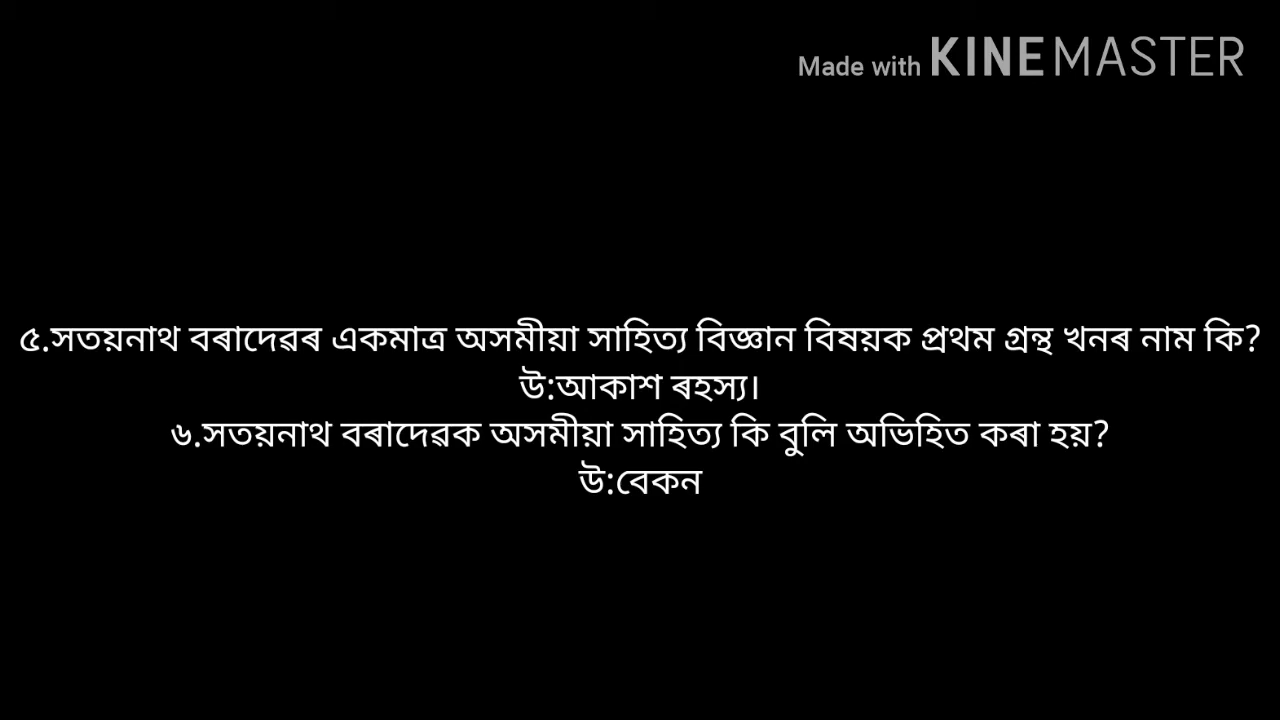 Made with KINEMASTER
৫.সতয়নাথ বৰাদেৱৰ একমাত্ৰ অসমীয়া সাহিত্য বিজ্ঞান বিষয়ক প্ৰথম গ্ৰন্থ খনৰ নাম কি?
উ:আকাশ ৰহস্য।
৬.সতয়নাথ বৰাদেৱক অসমীয়া সাহিত্য কি বুলি অভিহিত কৰা হয়?
উ:বেকন